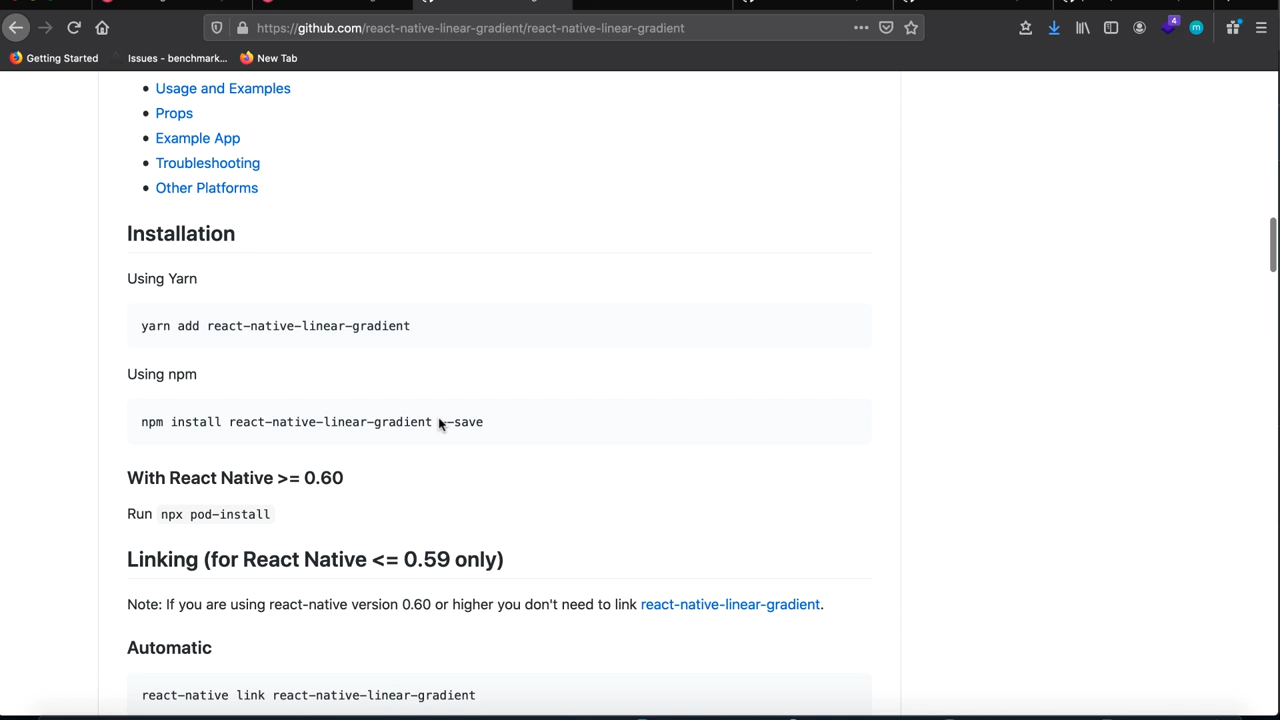 https://github.com/react-native-linear-gradient/react-native-linear-gradient
4
m
Getting Started
Issues - benchmark...
New Tab
Usage and Examples
Props
Example App
Troubleshooting
Other Platforms
Installation
Using Yarn
yarn add react-native-linear-gradient
Using npm
npm install react-native-linear-gradient --save
With React Native >= 0.60
Run npx pod-install
Linking (for React Native <= 0.59 only)
Note: If you are using react-native version 0.60 or higher you don't need to link react-native-linear-gradient.
Automatic
react-native link react-native-linear-gradient